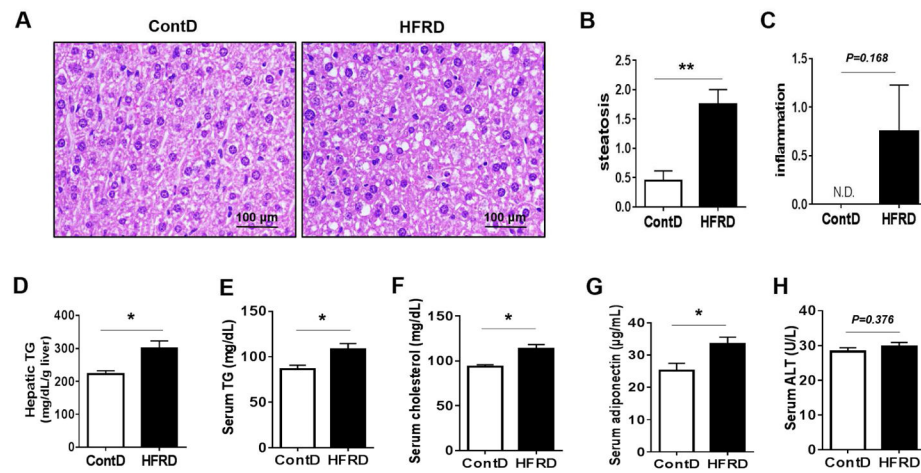 A
ContD
HFRD
100 µm
100 µm
B
**
steatosis
2.5
2.0
1.5
1.0
0.5
0.0
ContD HFRD
C
P=0.168
inflammation
1.5
1.0
0.5
0.0
N.D.
ContD HFRD
D
*
Hepatic TG
(mg/dL/g liver)
400
300
200
100
0
ContD HFRD
E
*
Serum TG (mg/dL)
150
100
50
0
ContD HFRD
F
*
Serum cholesterol (mg/dL)
150
100
50
0
ContD HFRD
G
*
Serum adiponectin (µg/mL)
40
30
20
10
0
ContD HFRD
H
P=0.376
Serum ALT (U/L)
40
30
20
10
0
ContD HFRD